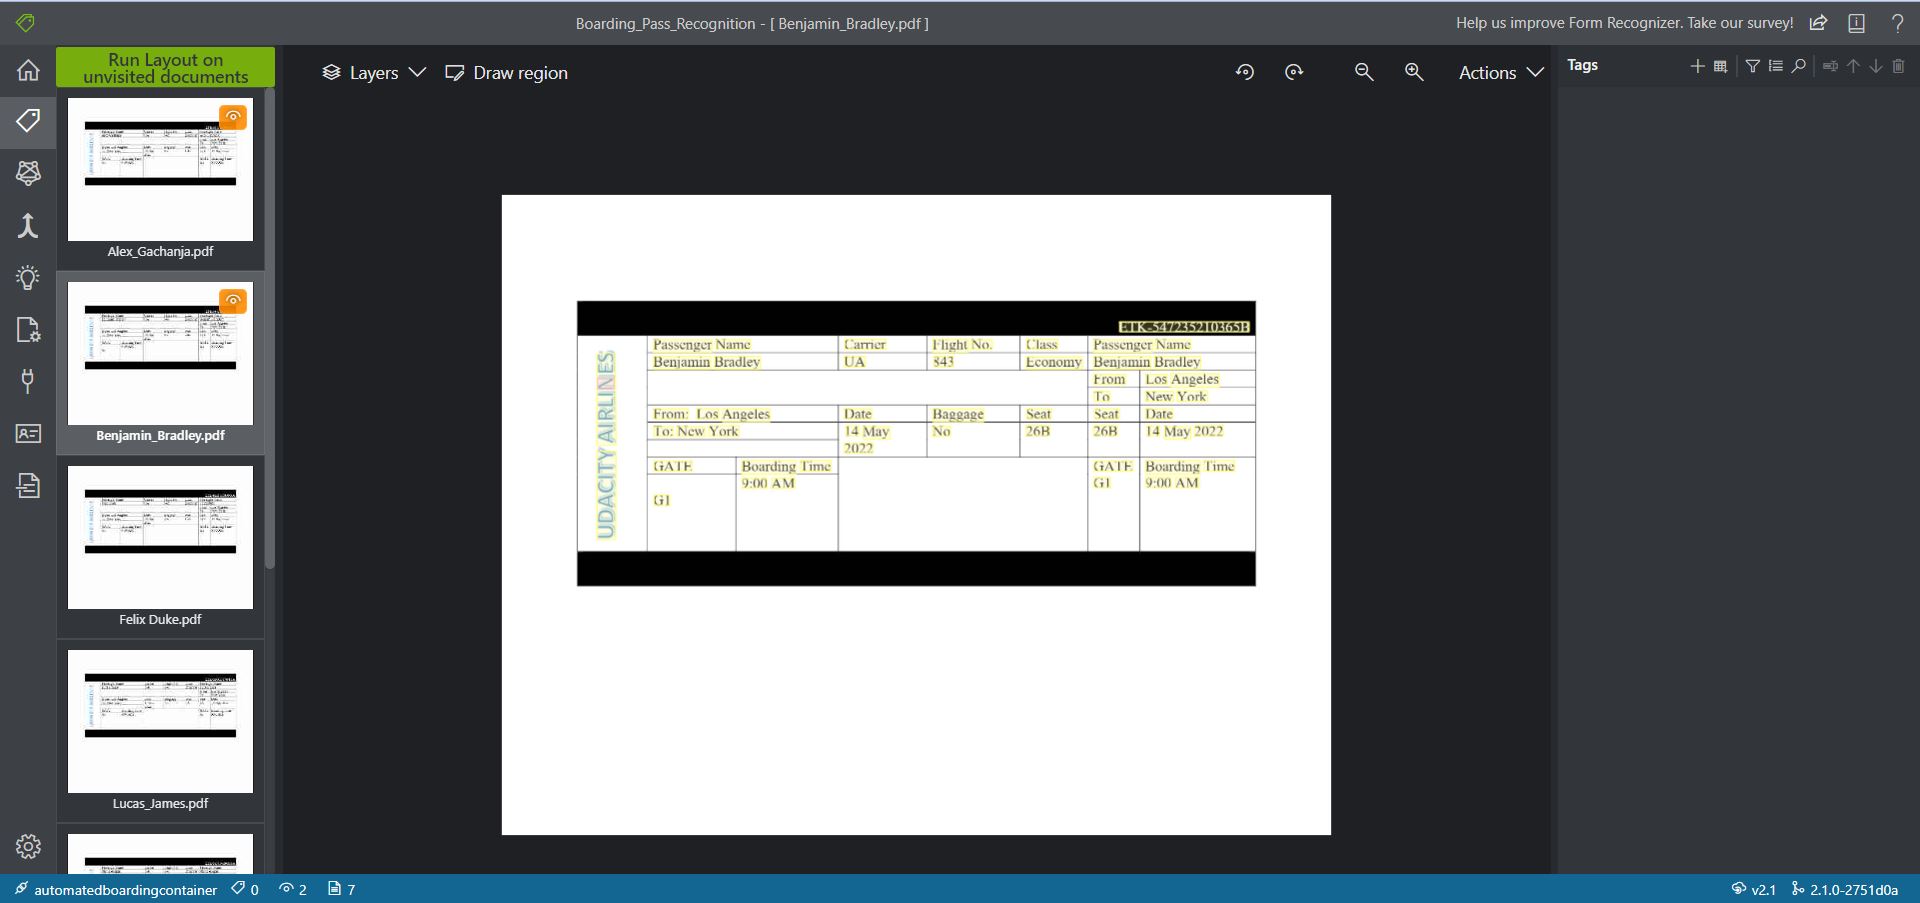 Boarding_Pass_Recognition - [ Benjamin_Bradley.pdf ]
Help us improve Form Recognizer. Take our survey!
Run Layout on
unvisited documents
Layers
Draw region
Actions
Tags
Alex_Gachanja.pdf
Benjamin_Bradley.pdf
Felix Duke.pdf
Lucas_James.pdf
ETK-547235210365B
UDACITY AIRLINES
Passenger Name Carrier Flight No. Class Passenger Name
Benjamin Bradley UA 843 Economy Benjamin Bradley
From Los Angeles
To New York
From: Los Angeles Date Baggage Seat Seat Date
To: New York 14 May No 26B 26B 14 May 2022
2022
GATE Boarding Time GATE Boarding Time
9:00 AM G1 9:00 AM
G1
automatedboardingcontainer 0 2 7
v2.1 2.1.0-2751d0a